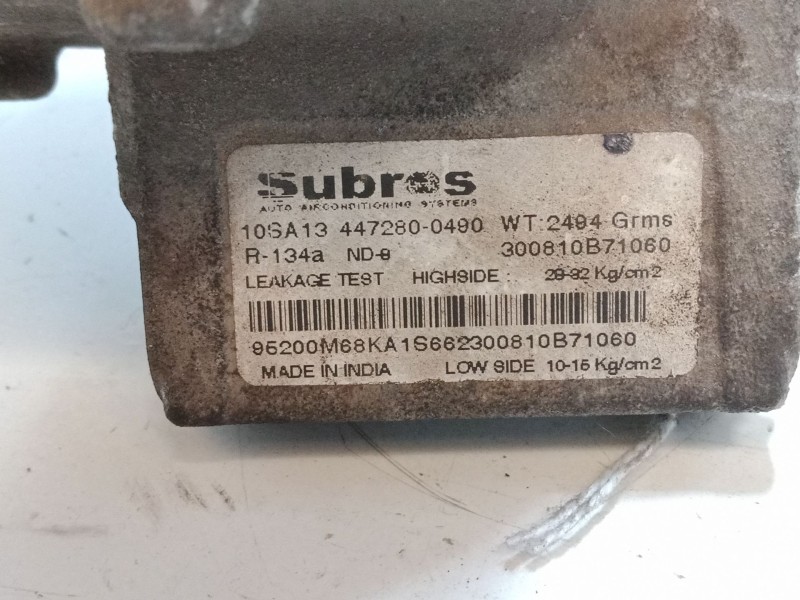 Subros
AUTO AIRCONDITIONING SYSTEMS
10SA13 447280-0490 WT:2494 Grms
R-134a ND-8 300810B71060
LEAKAGE TEST HIGHSIDE : 28-32 Kg/cm2
95200M68KA1S662300810B71060
MADE IN INDIA LOW SIDE 10-15 Kg/cm2